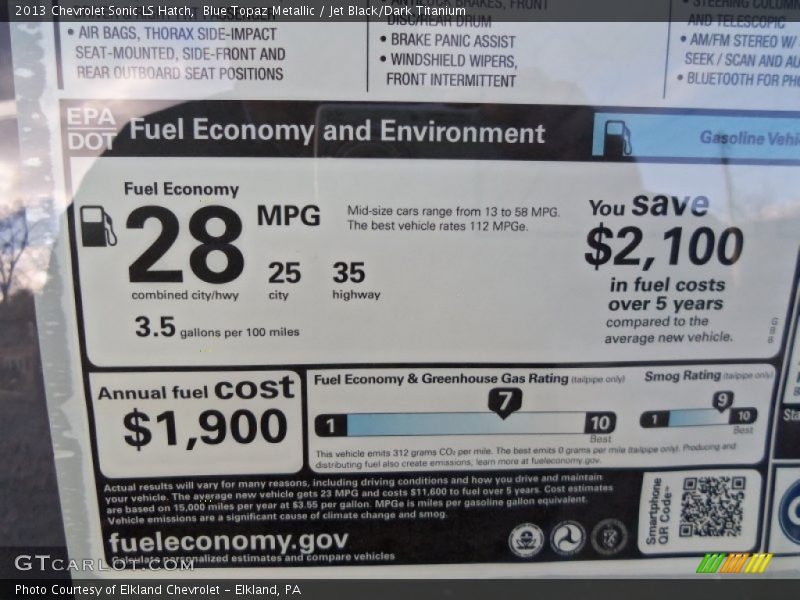 2013 Chevrolet Sonic LS Hatch, Blue Topaz Metallic / Jet Black/Dark Titanium
• AIR BAGS, THORAX SIDE-IMPACT
SEAT-MOUNTED, SIDE-FRONT AND
REAR OUTBOARD SEAT POSITIONS
• ANTILOCK BRAKES, FRONT
DISC/REAR DRUM
• BRAKE PANIC ASSIST
• WINDSHIELD WIPERS,
FRONT INTERMITTENT
• STEERING COLUMN
AND TELESCOPIC
• AM/FM STEREO W/
SEEK / SCAN AND
• BLUETOOTH FOR
EPA
DOT
Fuel Economy and Environment
Gasoline
Fuel Economy
28
MPG
combined city/hwy
25
city
35
highway
3.5 gallons per 100 miles
Mid-size cars range from 13 to 58 MPG.
The best vehicle rates 112 MPGe.
You save
$2,100
in fuel costs
over 5 years
compared to the
average new vehicle.
Annual fuel cost
$1,900
Fuel Economy & Greenhouse Gas Rating (tailpipe only)
1
7
10
Best
Smog Rating (tailpipe only)
1
9
10
Best
This vehicle emits 312 grams CO₂ per mile. The best emits 0 grams per mile (tailpipe only). Producing and
distributing fuel also create emissions; learn more at fueleconomy.gov.
Actual results will vary for many reasons, including driving conditions and how you drive and maintain
your vehicle. The average new vehicle gets 23 MPG and costs $11,600 to fuel over 5 years. Cost estimates
are based on 15,000 miles per year at $3.55 per gallon. MPGe is miles per gasoline gallon equivalent.
Vehicle emissions are a significant cause of climate change and smog.
fueleconomy.gov
personalized estimates and compare vehicles
Smartphone
QR Code™
GTcarlot.com
Photo Courtesy of Elkland Chevrolet – Elkland, PA